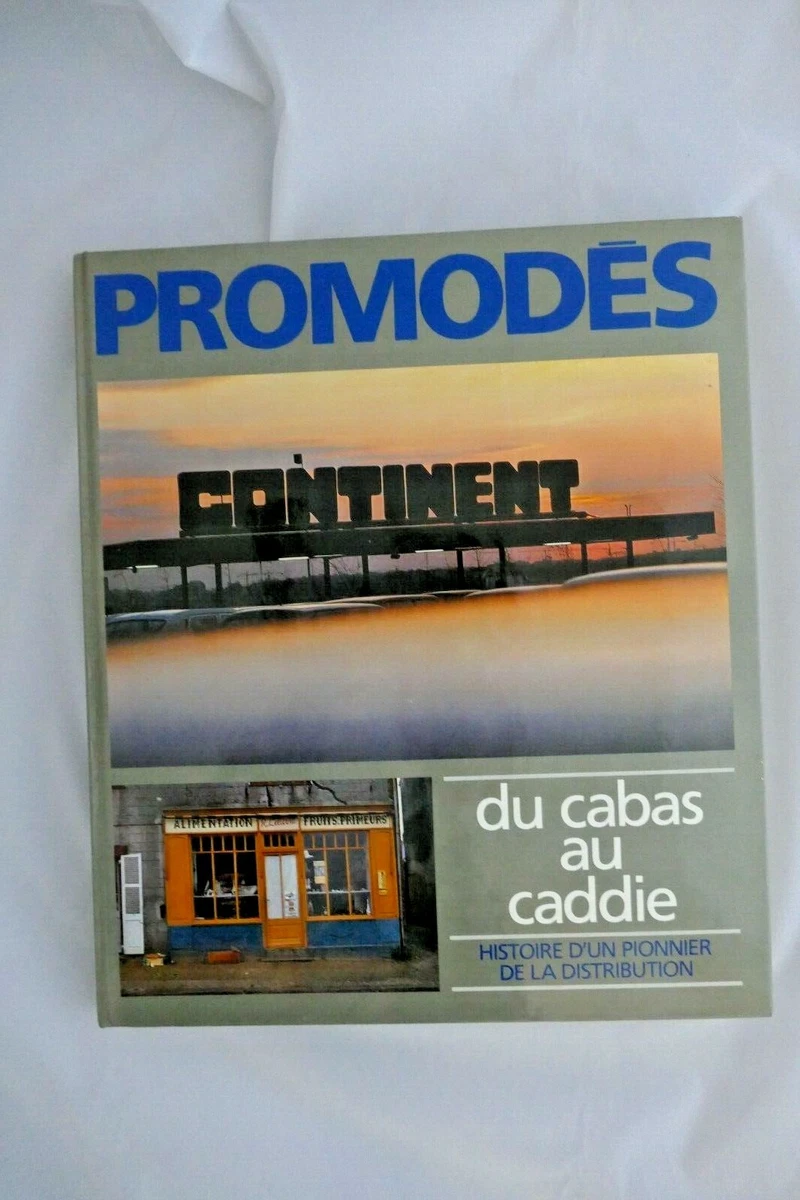 PROMODÈS
CONTINENT
ALIMENTATION FRUITS.PRIMEURS
du cabas
au
caddie
HISTOIRE D'UN PIONNIER
DE LA DISTRIBUTION